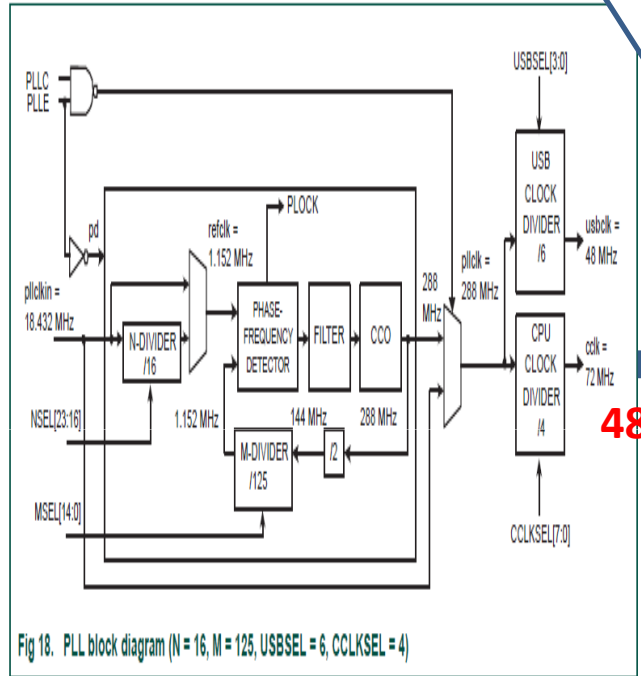 USBSEL[3:0]
PLLC
PLLE
USB
CLOCK
DIVIDER
/6
usbclk =
48 MHz
pd
refclk =
1.152 MHz
PLOCK
pllclk =
288 MHz
pllclkin =
18.432 MHz
N-DIVIDER
/16
PHASE-
FREQUENCY
DETECTOR
FILTER
CCO
288
MHz
CPU
CLOCK
DIVIDER
/4
cclk =
72 MHz
NSEL[23:16]
1.152 MHz
144 MHz
288 MHz
M-DIVIDER
/125
/2
48
MSEL[14:0]
CCLKSEL[7:0]
Fig 18. PLL block diagram (N = 16, M = 125, USBSEL = 6, CCLKSEL = 4)